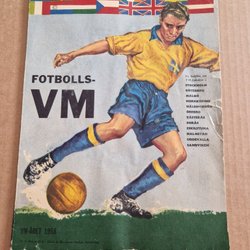 FOTBOLLS-
VM
STOCKHOLM
GÖTEBORG
MALMÖ
NORRKÖPING
HÄLSINGBORG
ÖREBRO
VÄSTERÅS
BORÅS
ESKILSTUNA
HALMSTAD
UDDEVALLA
SANDVIKEN
VM-ÅRET 1958